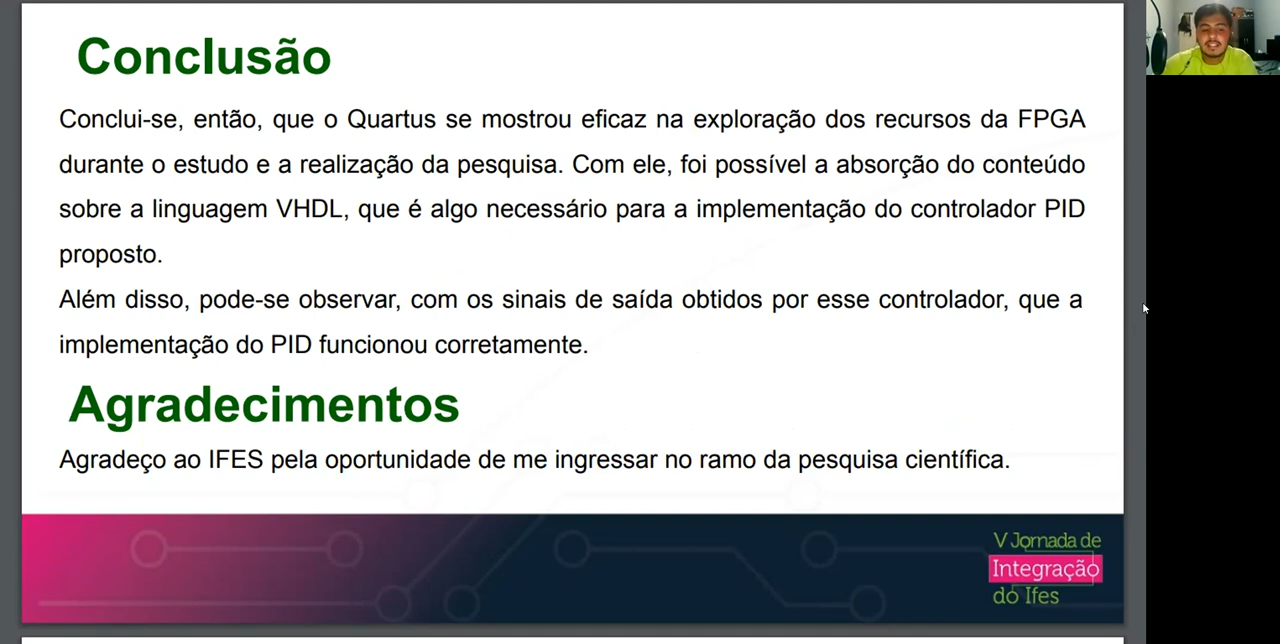 Conclusão
Conclui-se, então, que o Quartus se mostrou eficaz na exploração dos recursos da FPGA
durante o estudo e a realização da pesquisa. Com ele, foi possível a absorção do conteúdo
sobre a linguagem VHDL, que é algo necessário para a implementação do controlador PID
proposto.
Além disso, pode-se observar, com os sinais de saída obtidos por esse controlador, que a
implementação do PID funcionou corretamente.
Agradecimentos
Agradeço ao IFES pela oportunidade de me ingressar no ramo da pesquisa científica.
V Jornada de
Integração
do Ifes